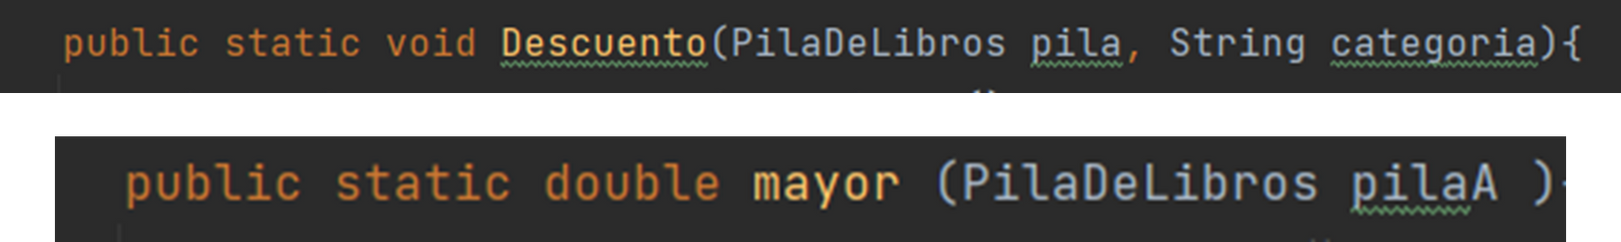 public static void Descuento(PilaDeLibros pila, String categoria){
public static double mayor (PilaDeLibros pilaA )